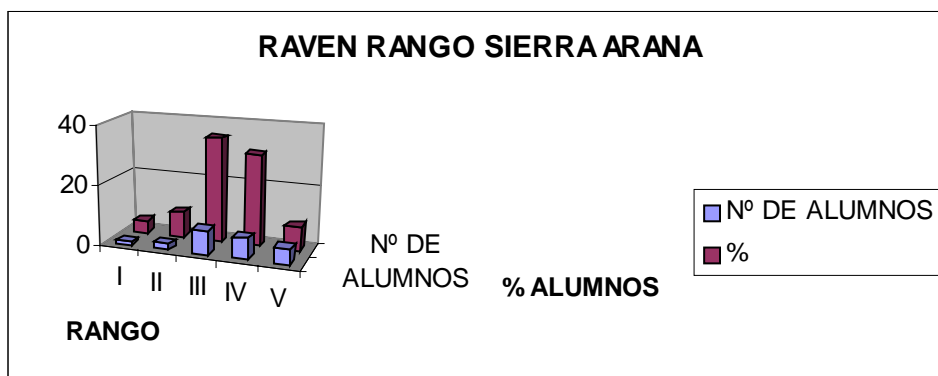 RAVEN RANGO SIERRA ARANA
40
20
0
I II III IV V
RANGO
Nº DE
ALUMNOS
% ALUMNOS
Nº DE ALUMNOS
%